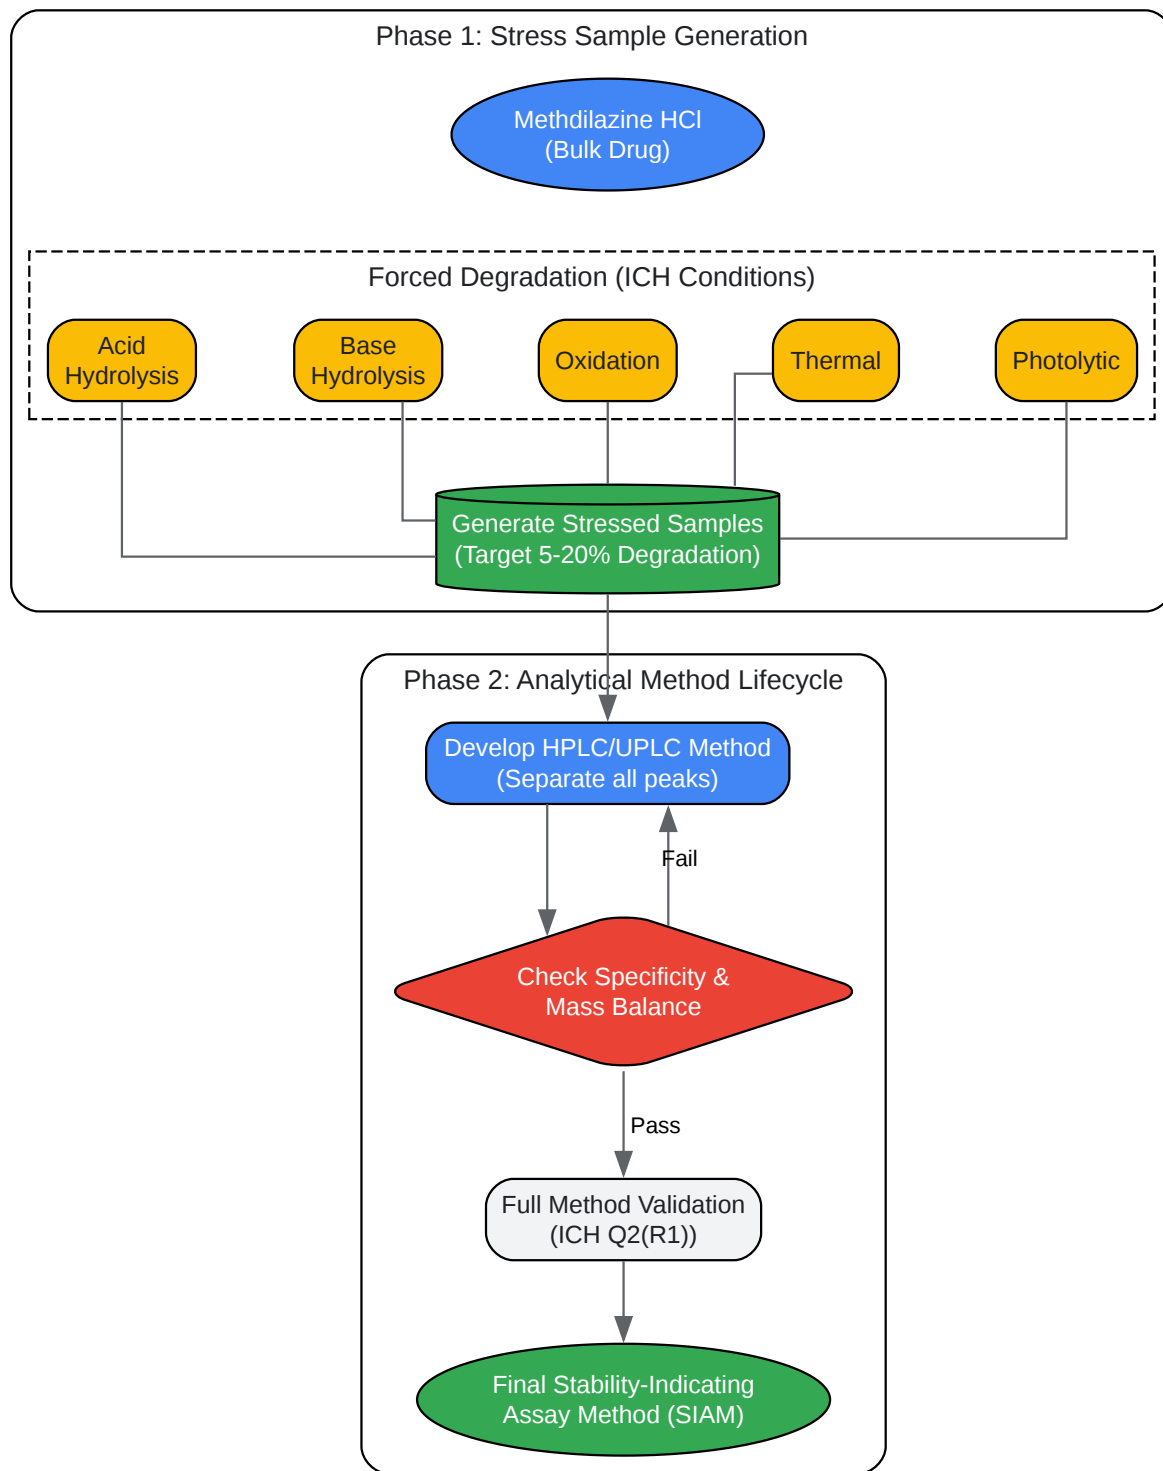 Phase 1: Stress Sample Generation
Methdilazine HCl
(Bulk Drug)
Forced Degradation (ICH Conditions)
Acid
Hydrolysis
Base
Hydrolysis
Oxidation
Thermal
Photolytic
Generate Stressed Samples
(Target 5-20% Degradation)
Phase 2: Analytical Method Lifecycle
Develop HPLC/UPLC Method
(Separate all peaks)
Fail
Check Specificity &
Mass Balance
Pass
Full Method Validation
(ICH Q2(R1))
Final Stability-Indicating
Assay Method (SIAM)